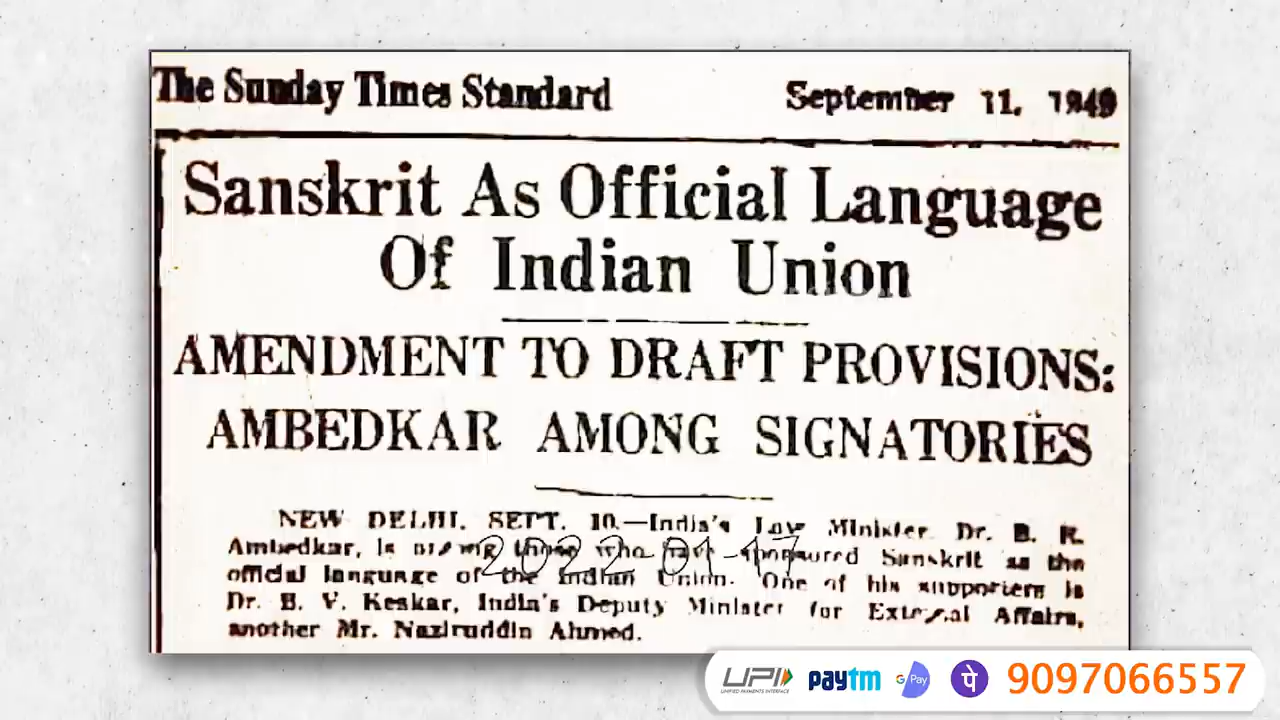 The Sunday Times Standard September 11, 1949
Sanskrit As Official Language
Of Indian Union
AMENDMENT TO DRAFT PROVISIONS:
AMBEDKAR AMONG SIGNATORIES
NEW DELHI, SEPT. 10.—India's Law Minister Dr. B. R.
Ambedkar, is among those who have sponsored Sanskrit as the
official language of the Indian Union. One of his supporters is
Dr. B. V. Keskar, India's Deputy Minister for External Affairs,
another Mr. Naziruddin Ahmed.
2022-01-17
UPI UNIFIED PAYMENTS INTERFACE paytm G Pay पे 9097066557